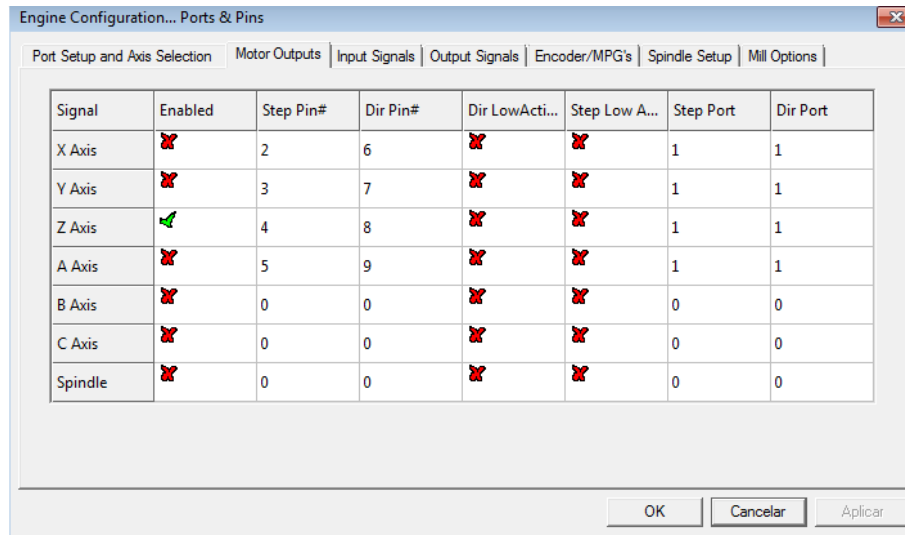 Engine Configuration... Ports & Pins
Port Setup and Axis Selection Motor Outputs Input Signals Output Signals Encoder/MPG's Spindle Setup Mill Options
Signal Enabled Step Pin# Dir Pin# Dir LowActi... Step Low A... Step Port Dir Port
X Axis 2 6 1 1
Y Axis 3 7 1 1
Z Axis 4 8 1 1
A Axis 5 9 1 1
B Axis 0 0 0 0
C Axis 0 0 0 0
Spindle 0 0 0 0
OK Cancelar Aplicar